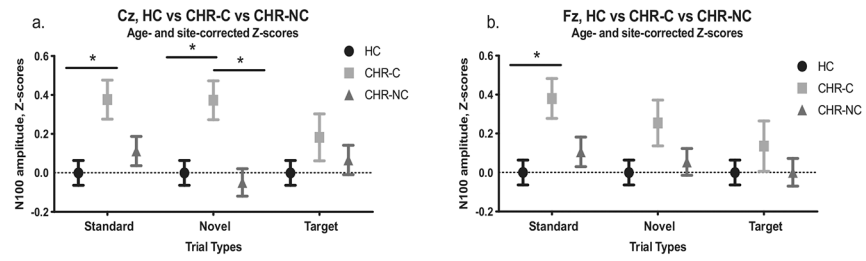 a.
Cz, HC vs CHR-C vs CHR-NC
Age- and site-corrected Z-scores
N100 amplitude, Z-scores
0.6
0.4
0.2
0.0
-0.2
*
*
*
HC
CHR-C
CHR-NC
Standard
Novel
Target
Trial Types
b.
Fz, HC vs CHR-C vs CHR-NC
Age- and site-corrected Z-scores
N100 amplitude, Z-scores
0.6
0.4
0.2
0.0
-0.2
*
HC
CHR-C
CHR-NC
Standard
Novel
Target
Trial Types